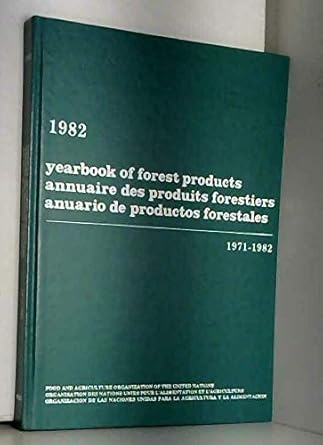 1982
yearbook of forest products
annuaire des produits forestiers
anuario de productos forestales
1971-1982
FOOD AND AGRICULTURE ORGANIZATION OF THE UNITED NATIONS
ORGANISATION DES NATIONS UNIES POUR L'ALIMENTATION ET L'AGRICULTURE
ORGANIZACION DE LAS NACIONES UNIDAS PARA LA AGRICULTURA Y LA ALIMENTACION